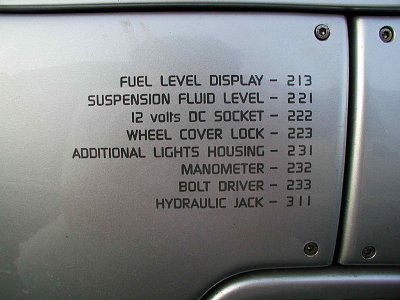 FUEL LEVEL DISPLAY - 213
SUSPENSION FLUID LEVEL - 221
12 volts DC SOCKET - 222
WHEEL COVER LOCK - 223
ADDITIONAL LIGHTS HOUSING - 231
MANOMETER - 232
BOLT DRIVER - 233
HYDRAULIC JACK - 311